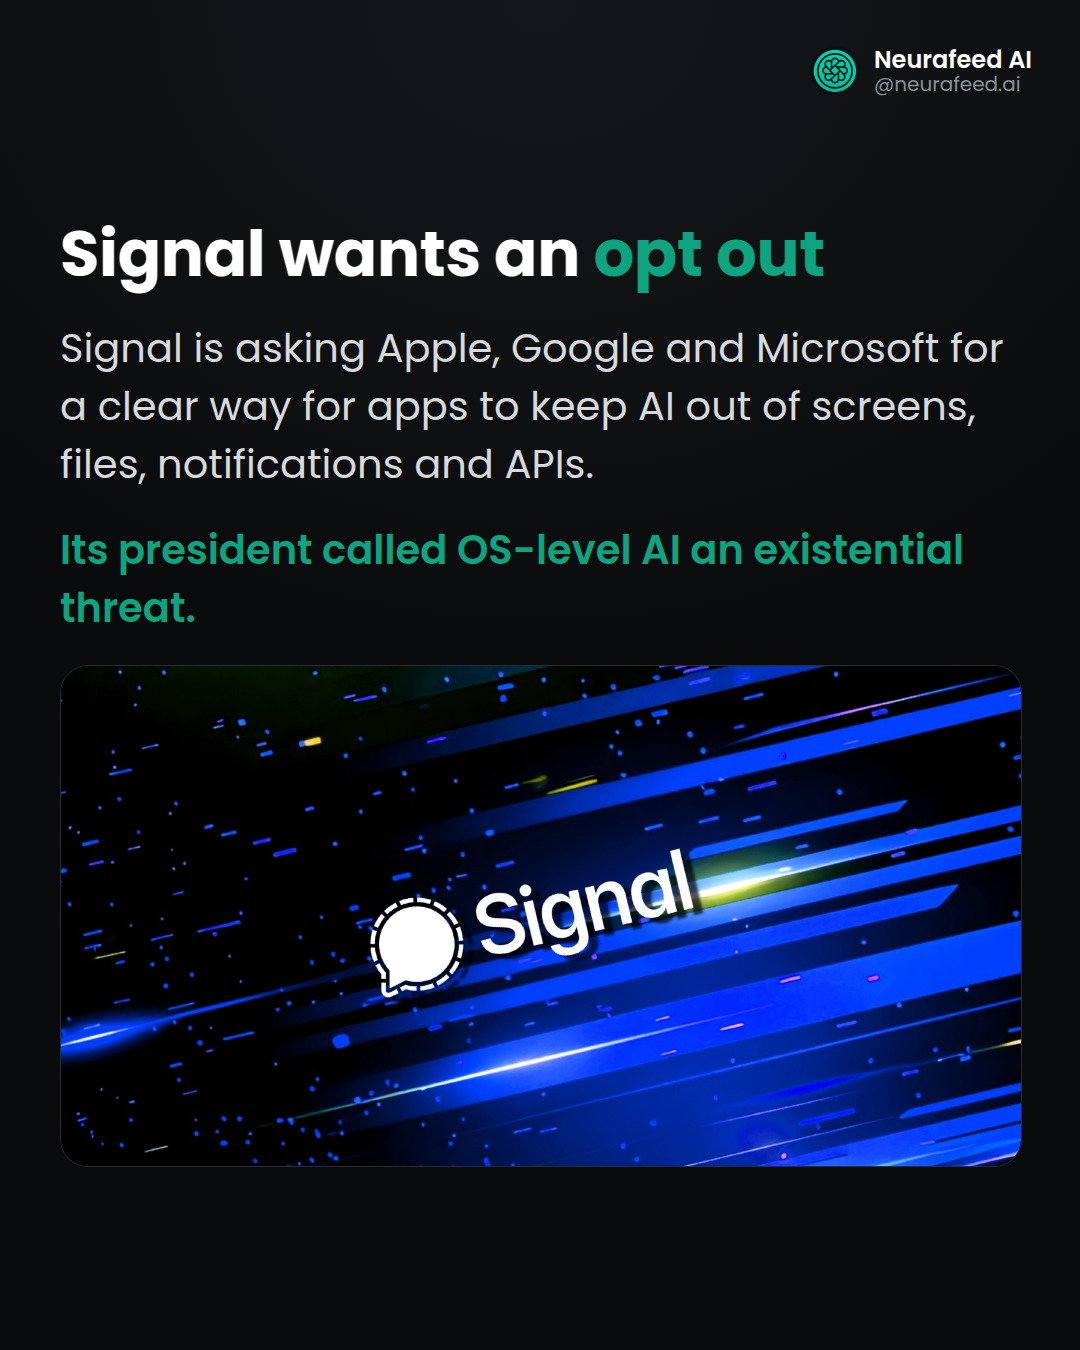 Neurafeed AI
@neurafeed.ai
Signal wants an opt out
Signal is asking Apple, Google and Microsoft for
a clear way for apps to keep AI out of screens,
files, notifications and APIs.
Its president called OS-level AI an existential
threat.
Signal